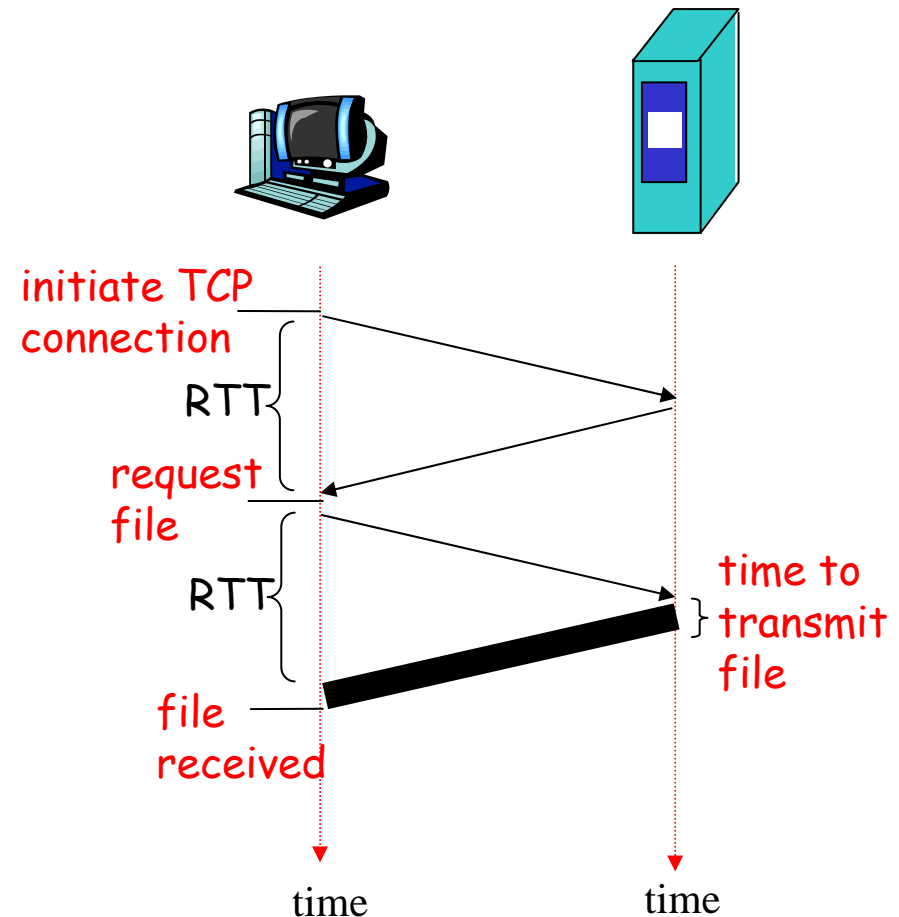 initiate TCP
connection
RTT
request
file
RTT
time to
transmit
file
file
received
time
time